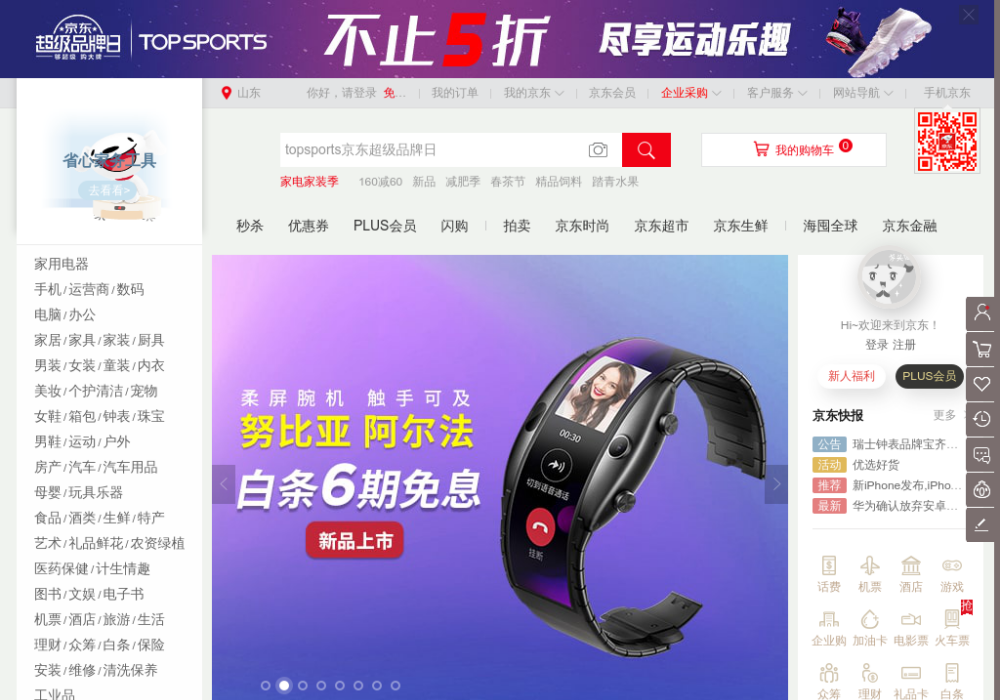 京东
超级品牌日
TOPSPORTS
不止5折
尽享运动乐趣
山东
你好，请登录 免...
我的订单
我的京东
京东会员
企业采购
客户服务
网站导航
手机京东
省心家务工具
去看看>
topsports京东超级品牌日
我的购物车
0
家电家装季
160减60
新品
减肥季
春茶节
精品饲料
踏青水果
秒杀
优惠券
PLUS会员
闪购
拍卖
京东时尚
京东超市
京东生鲜
海囤全球
京东金融
家用电器
手机/运营商/数码
电脑/办公
家居/家具/家装/厨具
男装/女装/童装/内衣
美妆/个护清洁/宠物
女鞋/箱包/钟表/珠宝
男鞋/运动/户外
房产/汽车/汽车用品
母婴/玩具乐器
食品/酒类/生鲜/特产
艺术/礼品鲜花/农资绿植
医药保健/计生情趣
图书/文娱/电子书
机票/酒店/旅游/生活
理财/众筹/白条/保险
安装/维修/清洗保养
工业品
柔屏腕机 触手可及
努比亚 阿尔法
白条6期免息
新品上市
00:30
切到语音通话
挂断
Hi~欢迎来到京东！
登录 注册
新人福利
PLUS会员
京东快报
更多
公告 瑞士钟表品牌宝齐...
活动 优选好货
推荐 新iPhone发布,iPho...
最新 华为确认放弃安卓...
话费
机票
酒店
游戏
抢
企业购
加油卡
电影票
火车票
众筹
理财
礼品卡
白条